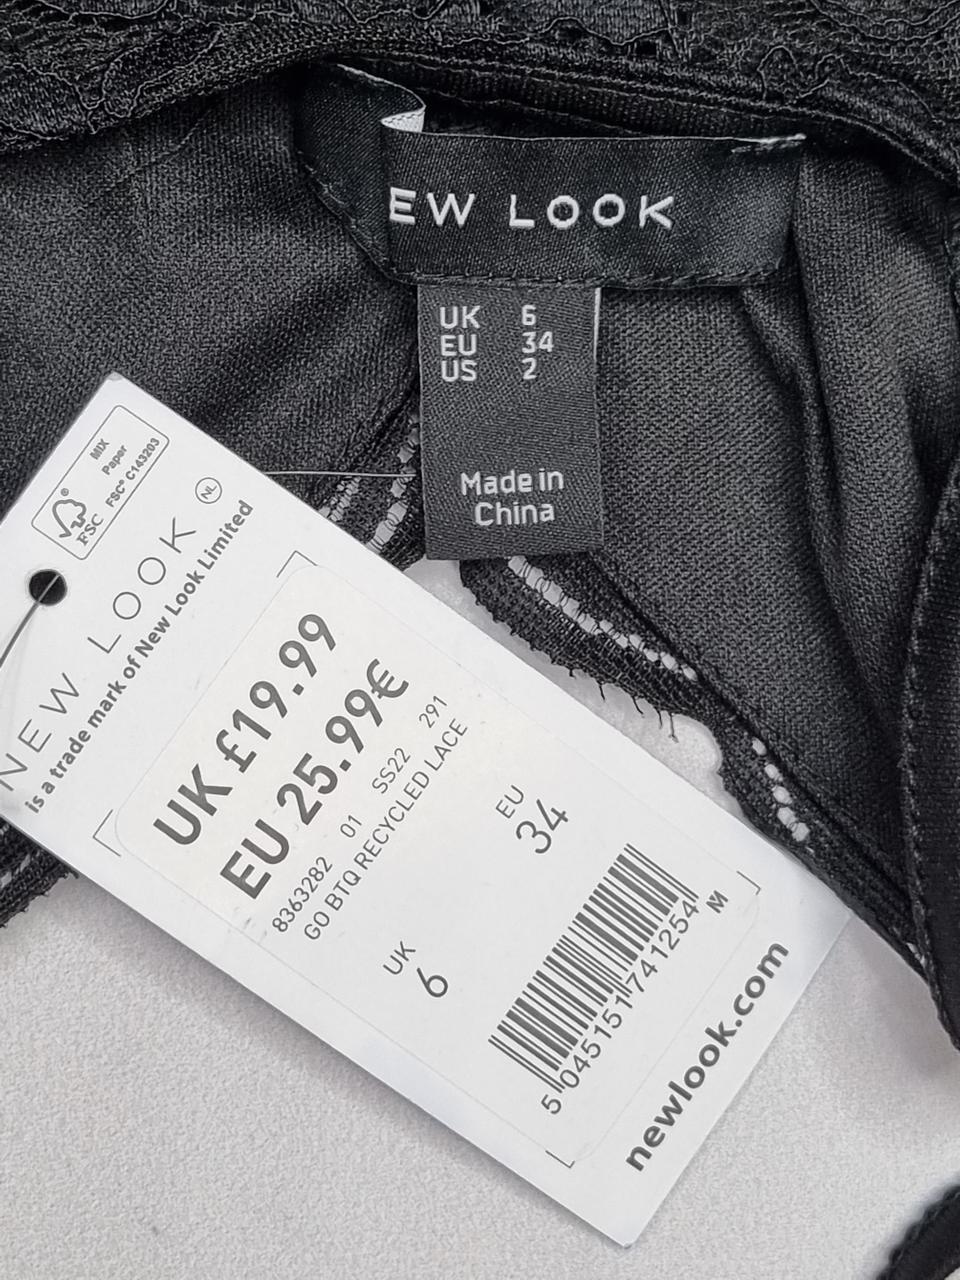 EW LOOK
UK 6
EU 34
US 2
Made in
China
MIX
Paper
FSC® C143203
®
FSC
NL
NEW LOOK
is a trade mark of New Look Limited
UK £19.99
EU 25.99€
8363282 01 SS22 291
GO BTQ RECYCLED LACE
UK
6
EU
34
5 045151 741254
M
newlook.com